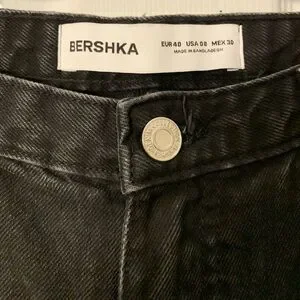 BERSHKA
EUR 40 USA 08 MEX 30
MADE IN BANGLADESH